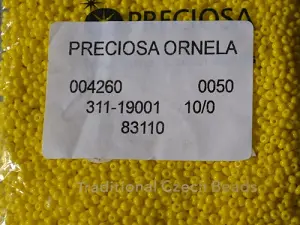 PRECIOSA
PRECIOSA ORNELA
004260 0050
311-19001 10/0
83110
Traditional Czech Beads